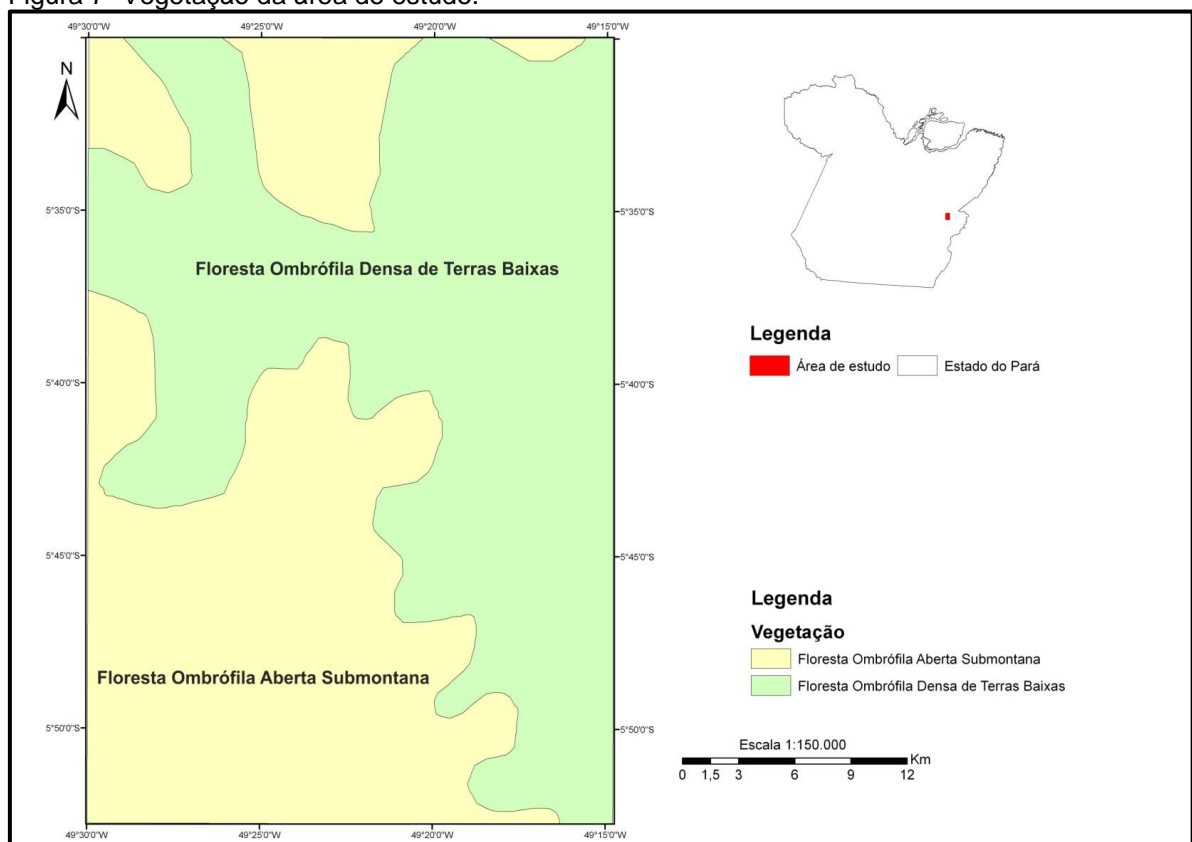 Figura 7- Vegetação da área de estudo.
49°30'0"W 49°25'0"W 49°20'0"W 49°15'0"W
N
5°35'0"S 5°35'0"S
Floresta Ombrófila Densa de Terras Baixas
5°40'0"S 5°40'0"S
5°45'0"S 5°45'0"S
Floresta Ombrófila Aberta Submontana
5°50'0"S 5°50'0"S
49°30'0"W 49°25'0"W 49°20'0"W 49°15'0"W
Legenda
Área de estudo Estado do Pará
Legenda
Vegetação
Floresta Ombrófila Aberta Submontana
Floresta Ombrófila Densa de Terras Baixas
Escala 1:150.000
Km
0 1,5 3 6 9 12